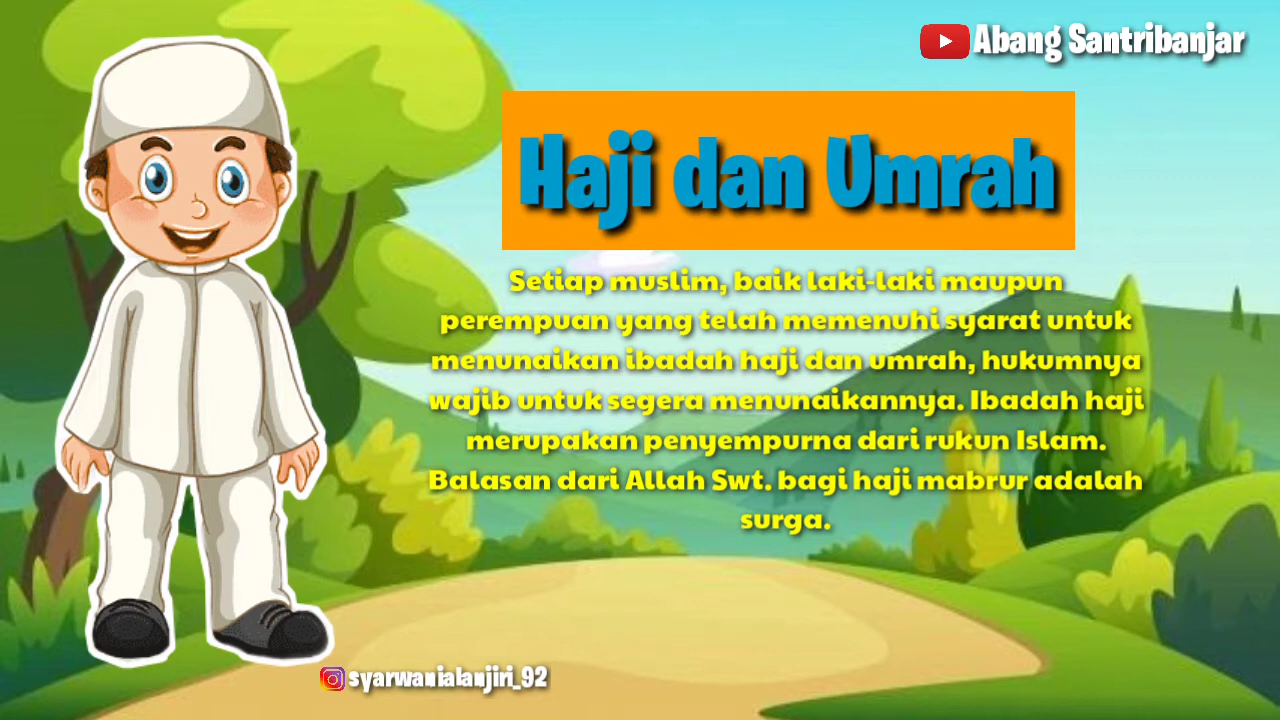 Abang Santribanjar
Haji dan Umrah
Setiap muslim, baik laki-laki maupun
perempuan yang telah memenuhi syarat untuk
menunaikan ibadah haji dan umrah, hukumnya
wajib untuk segera menunaikannya. Ibadah haji
merupakan penyempurna dari rukun Islam.
Balasan dari Allah Swt. bagi haji mabrur adalah
surga.
syarwanialanjiri_92